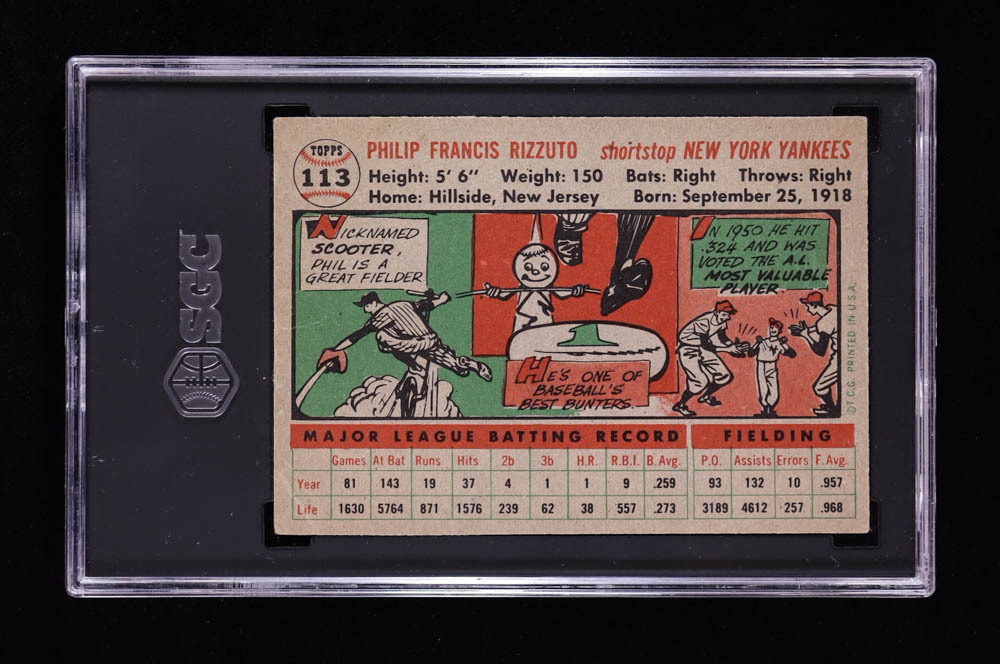 SGC
TOPPS
113
PHILIP FRANCIS RIZZUTO shortstop NEW YORK YANKEES
Height: 5' 6" Weight: 150 Bats: Right Throws: Right
Home: Hillside, New Jersey Born: September 25, 1918
NICKNAMED
SCOOTER,
PHIL IS A
GREAT FIELDER
1
HE'S ONE OF
BASEBALL'S
BEST BUNTERS.
IN 1950 HE HIT
.324 AND WAS
VOTED THE A.L.
MOST VALUABLE
PLAYER.
©T.C.G. PRINTED IN U.S.A.
MAJOR LEAGUE BATTING RECORD FIELDING
Games At Bat Runs Hits 2b 3b H.R. R.B.I. B. Avg. P.O. Assists Errors F. Avg.
Year 81 143 19 37 4 1 1 9 .259 93 132 10 .957
Life 1630 5764 871 1576 239 62 38 557 .273 3189 4612 257 .968